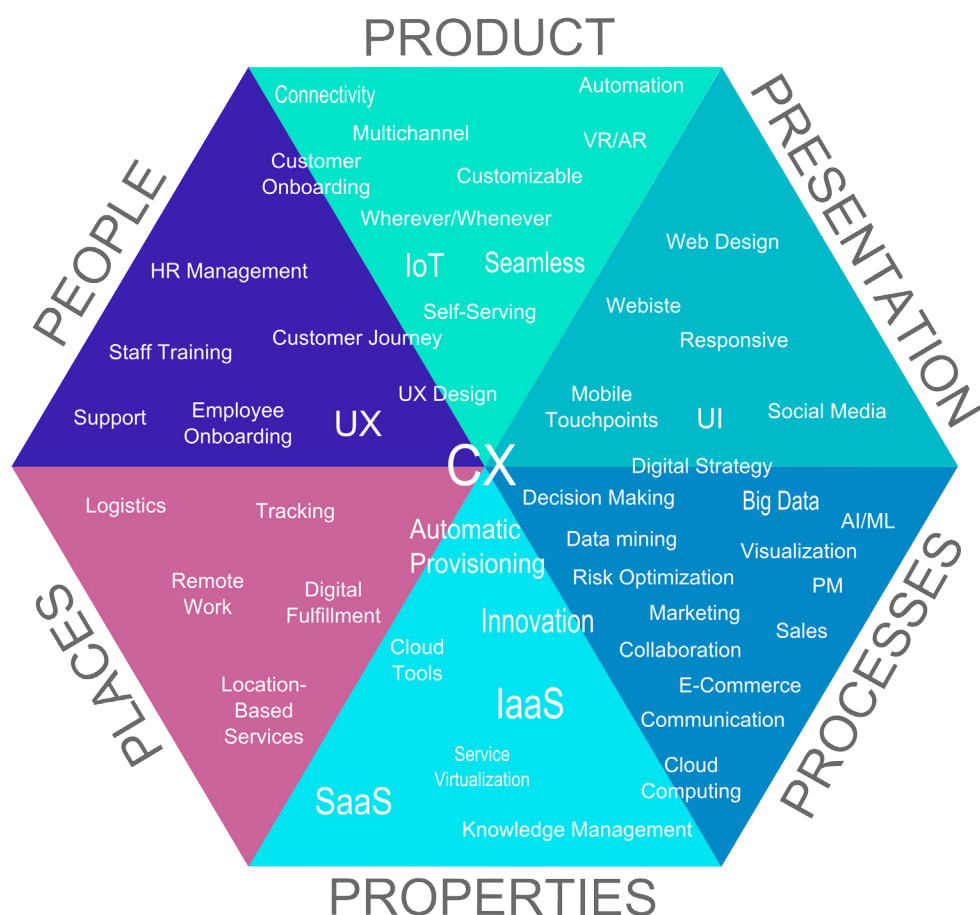 PRODUCT
Connectivity
Automation
Multichannel
VR/AR
Customer
Onboarding
Customizable
Wherever/Whenever
IoT
Seamless
Self-Serving
PRESENTATION
Web Design
Webiste
Responsive
Mobile
Touchpoints
UI
Social Media
Digital Strategy
PEOPLE
HR Management
Customer Journey
Staff Training
UX Design
Support
Employee
Onboarding
UX
CX
PLACES
Logistics
Tracking
Remote
Work
Digital
Fulfillment
Location-
Based
Services
Automatic
Provisioning
Innovation
Cloud
Tools
IaaS
Service
Virtualization
SaaS
Knowledge Management
PROPERTIES
PROCESSES
Decision Making
Big Data
AI/ML
Data mining
Visualization
Risk Optimization
PM
Marketing
Sales
Collaboration
E-Commerce
Communication
Cloud
Computing